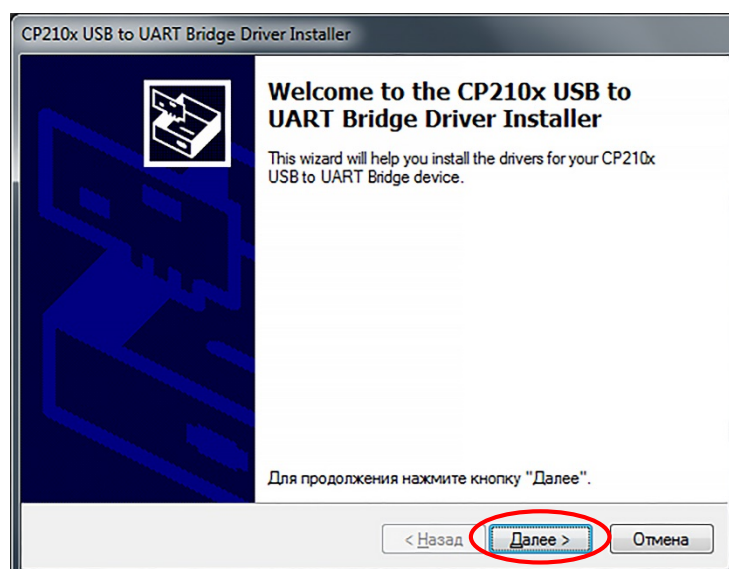 CP210x USB to UART Bridge Driver Installer
Welcome to the CP210x USB to
UART Bridge Driver Installer
This wizard will help you install the drivers for your CP210x
USB to UART Bridge device.
Для продолжения нажмите кнопку "Далее".
< Назад Далее > Отмена